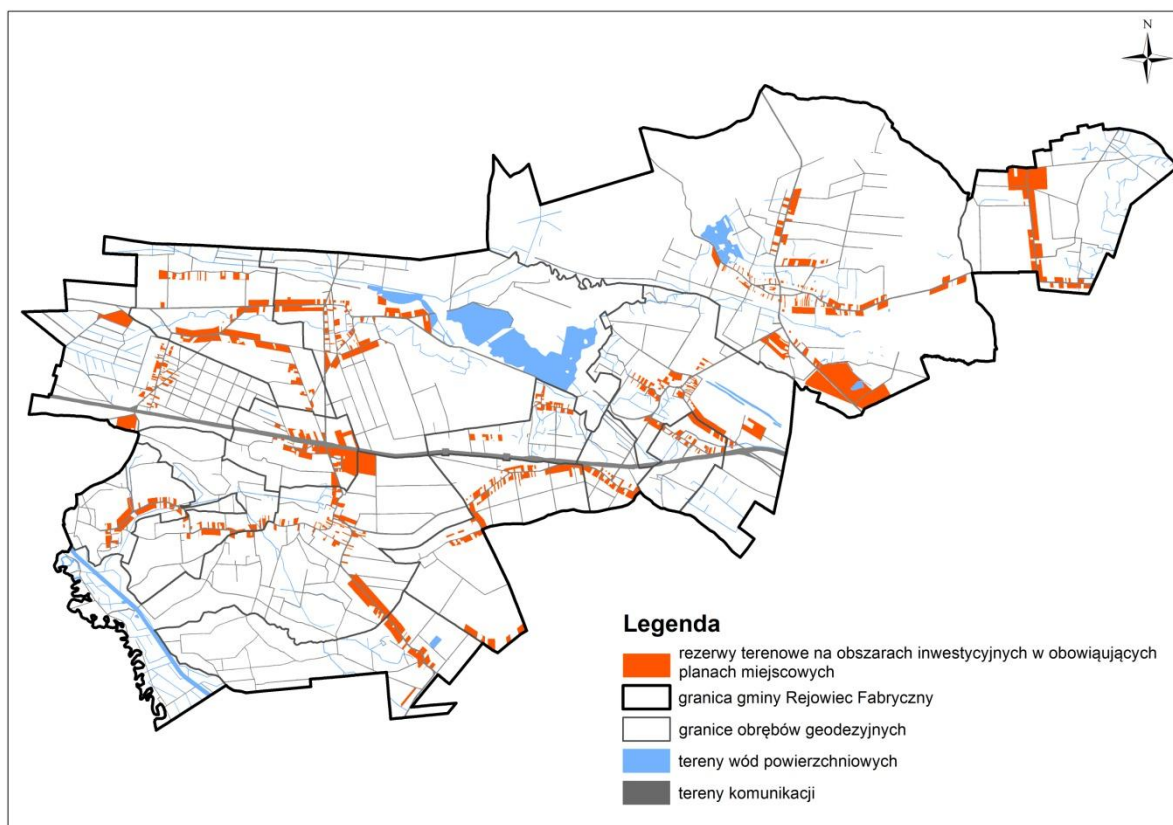 N
Legenda
rezerwy terenowe na obszarach inwestycyjnych w obowiąujących
planach miejscowych
granica gminy Rejowiec Fabryczny
granice obrębów geodezyjnych
tereny wód powierzchniowych
tereny komunikacji